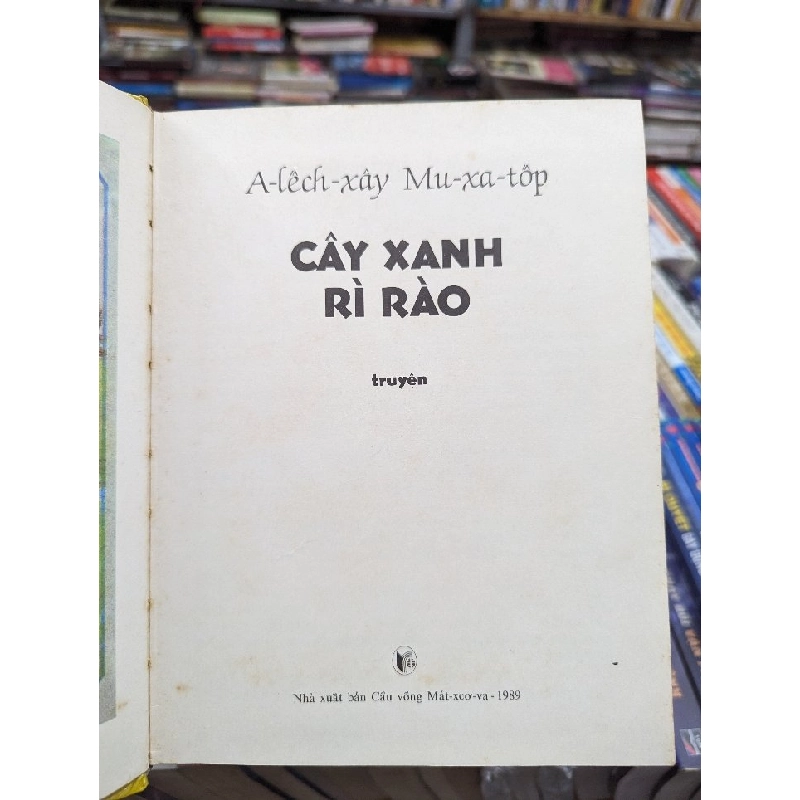 A-lêch-xây Mu-xa-tốp
CÂY XANH
RÌ RÀO
truyện
Nhà xuất bản Cầu vồng Mát-xcơ-va - 1989